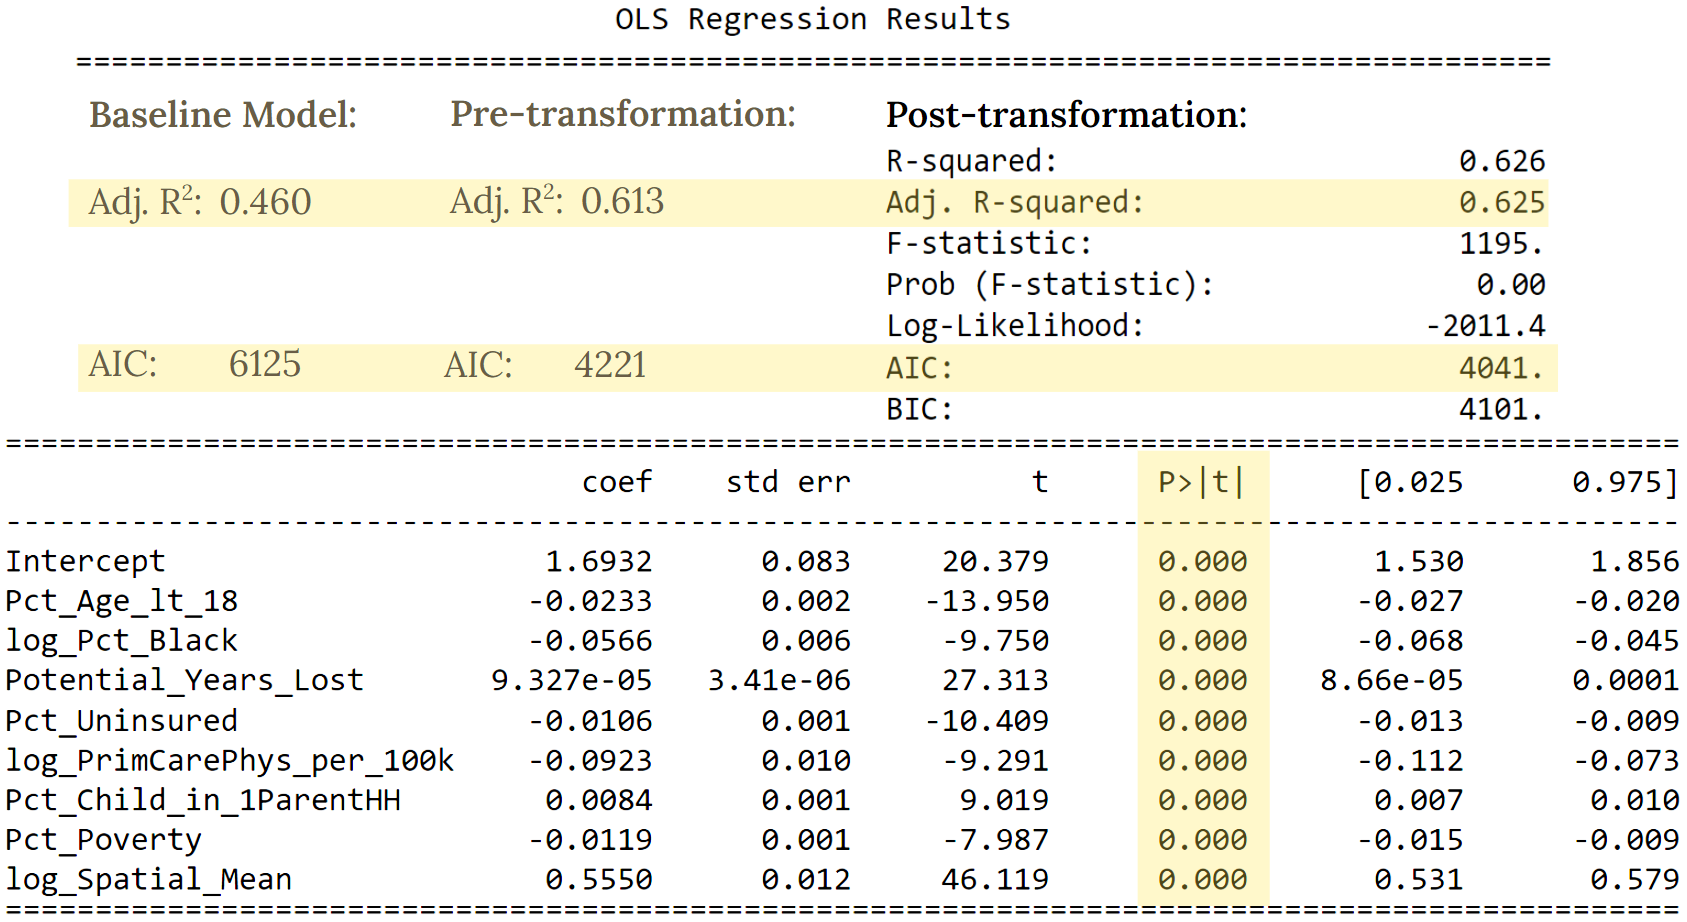 OLS Regression Results
==================================================================================
Baseline Model: Pre-transformation: Post-transformation:
R-squared: 0.626
Adj. R²: 0.460 Adj. R²: 0.613 Adj. R-squared: 0.625
F-statistic: 1195.
Prob (F-statistic): 0.00
Log-Likelihood: -2011.4
AIC: 6125 AIC: 4221 AIC: 4041.
BIC: 4101.
==============================================================================================
coef std err t P>|t| [0.025 0.975]
----------------------------------------------------------------------------------------------
Intercept 1.6932 0.083 20.379 0.000 1.530 1.856
Pct_Age_lt_18 -0.0233 0.002 -13.950 0.000 -0.027 -0.020
log_Pct_Black -0.0566 0.006 -9.750 0.000 -0.068 -0.045
Potential_Years_Lost 9.327e-05 3.41e-06 27.313 0.000 8.66e-05 0.0001
Pct_Uninsured -0.0106 0.001 -10.409 0.000 -0.013 -0.009
log_PrimCarePhys_per_100k -0.0923 0.010 -9.291 0.000 -0.112 -0.073
Pct_Child_in_1ParentHH 0.0084 0.001 9.019 0.000 0.007 0.010
Pct_Poverty -0.0119 0.001 -7.987 0.000 -0.015 -0.009
log_Spatial_Mean 0.5550 0.012 46.119 0.000 0.531 0.579
==============================================================================================